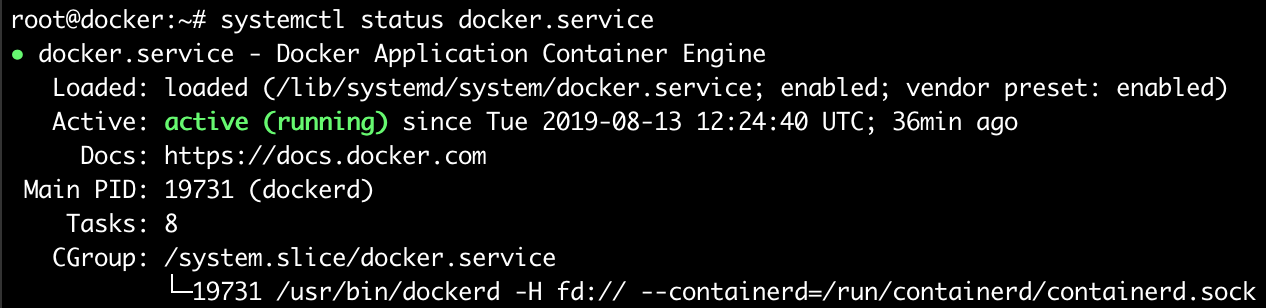 root@docker:~# systemctl status docker.service
● docker.service - Docker Application Container Engine
Loaded: loaded (/lib/systemd/system/docker.service; enabled; vendor preset: enabled)
Active: active (running) since Tue 2019-08-13 12:24:40 UTC; 36min ago
Docs: https://docs.docker.com
Main PID: 19731 (dockerd)
Tasks: 8
CGroup: /system.slice/docker.service
└─19731 /usr/bin/dockerd -H fd:// --containerd=/run/containerd/containerd.sock